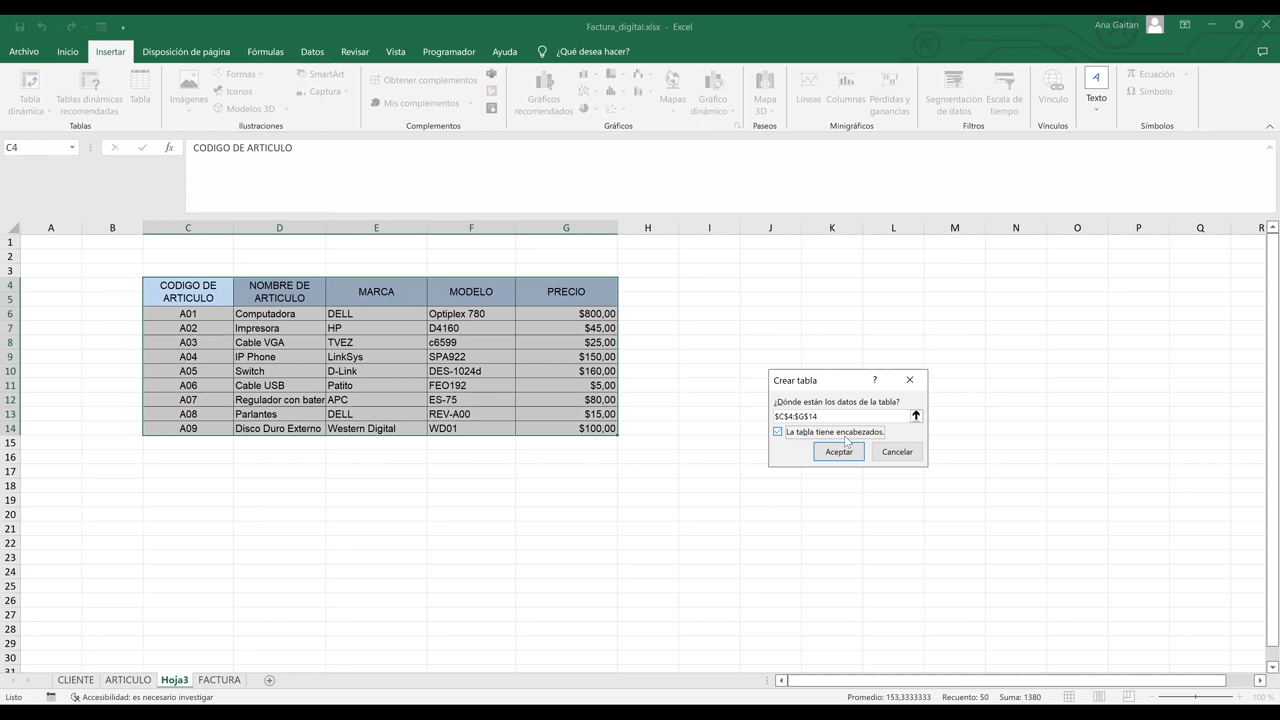 Factura_digital.xlsx - Excel
Ana Gaitan
Archivo Inicio Insertar Disposición de página Fórmulas Datos Revisar Vista Programador Ayuda ¿Qué desea hacer?
Tabla dinámica
Tablas dinámicas recomendadas
Tabla
Tablas
Imágenes
Formas
Iconos
Modelos 3D
SmartArt
Captura
Ilustraciones
Obtener complementos
Mis complementos
Complementos
Gráficos recomendados
Mapas
Gráfico dinámico
Gráficos
Mapa 3D
Paseos
Líneas
Columnas
Pérdidas y ganancias
Minigráficos
Segmentación de datos
Escala de tiempo
Filtros
Vínculo
Vínculos
Texto
Ecuación
Símbolo
Símbolos
C4 fx CODIGO DE ARTICULO
A B C D E F G H I J K L M N O P Q R
1
2
3
4 CODIGO DE NOMBRE DE MARCA MODELO PRECIO
5 ARTICULO ARTICULO
6 A01 Computadora DELL Optiplex 780 $800,00
7 A02 Impresora HP D4160 $45,00
8 A03 Cable VGA TVEZ c6599 $25,00
9 A04 IP Phone LinkSys SPA922 $150,00
10 A05 Switch D-Link DES-1024d $160,00
11 A06 Cable USB Patito FEO192 $5,00
12 A07 Regulador con bater APC ES-75 $80,00
13 A08 Parlantes DELL REV-A00 $15,00
14 A09 Disco Duro Externo Western Digital WD01 $100,00
15
16
17
18
19
20
21
22
23
24
25
26
27
28
29
30
31
Crear tabla ?
¿Dónde están los datos de la tabla?
$C$4:$G$14
La tabla tiene encabezados.
Aceptar Cancelar
CLIENTE ARTICULO Hoja3 FACTURA
Listo Accesibilidad: es necesario investigar Promedio: 153,3333333 Recuento: 50 Suma: 1380 100 %